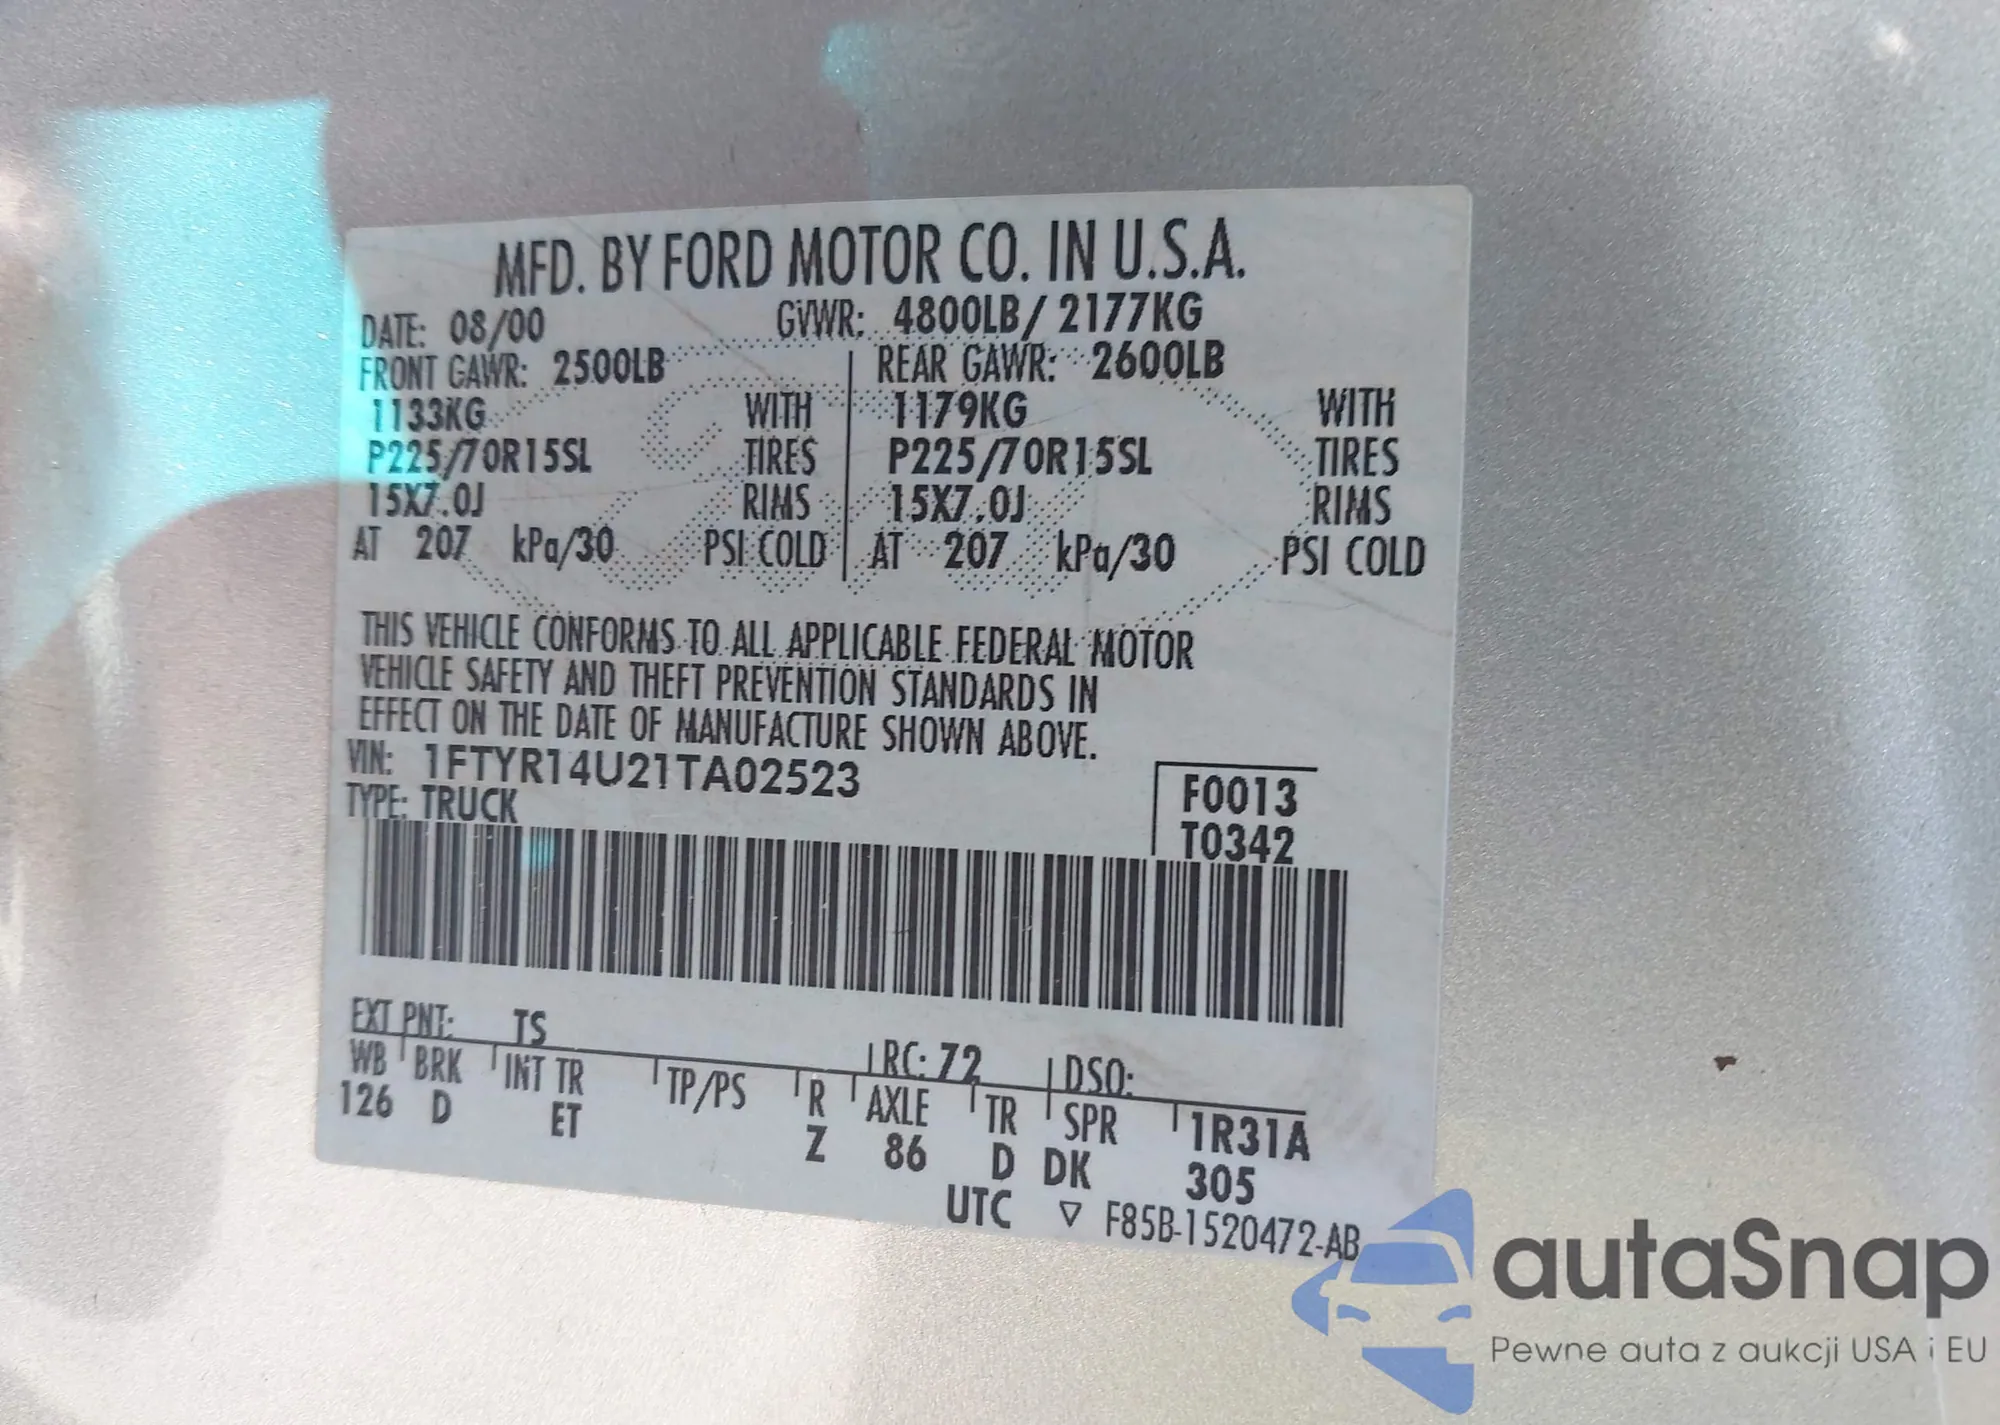 MFD. BY FORD MOTOR CO. IN U.S.A.
DATE: 08/00 GVWR: 4800LB/ 2177KG
FRONT GAWR: 2500LB REAR GAWR: 2600LB
1133KG WITH 1179KG WITH
P225/70R15SL TIRES P225/70R15SL TIRES
15X7.0J RIMS 15X7.0J RIMS
AT 207 kPa/30 PSI COLD AT 207 kPa/30 PSI COLD
THIS VEHICLE CONFORMS TO ALL APPLICABLE FEDERAL MOTOR
VEHICLE SAFETY AND THEFT PREVENTION STANDARDS IN
EFFECT ON THE DATE OF MANUFACTURE SHOWN ABOVE.
VIN: 1FTYR14U21TA02523 F0013
TYPE: TRUCK T0342
EXT PNT: TS RC: 72 DSO:
WB BRK INT TR TP/PS R AXLE TR SPR 1R31A
126 D ET Z 86 D DK 305
UTC ▽ F85B-1520472-AB
autaSnap
Pewne auta z aukcji USA i EU